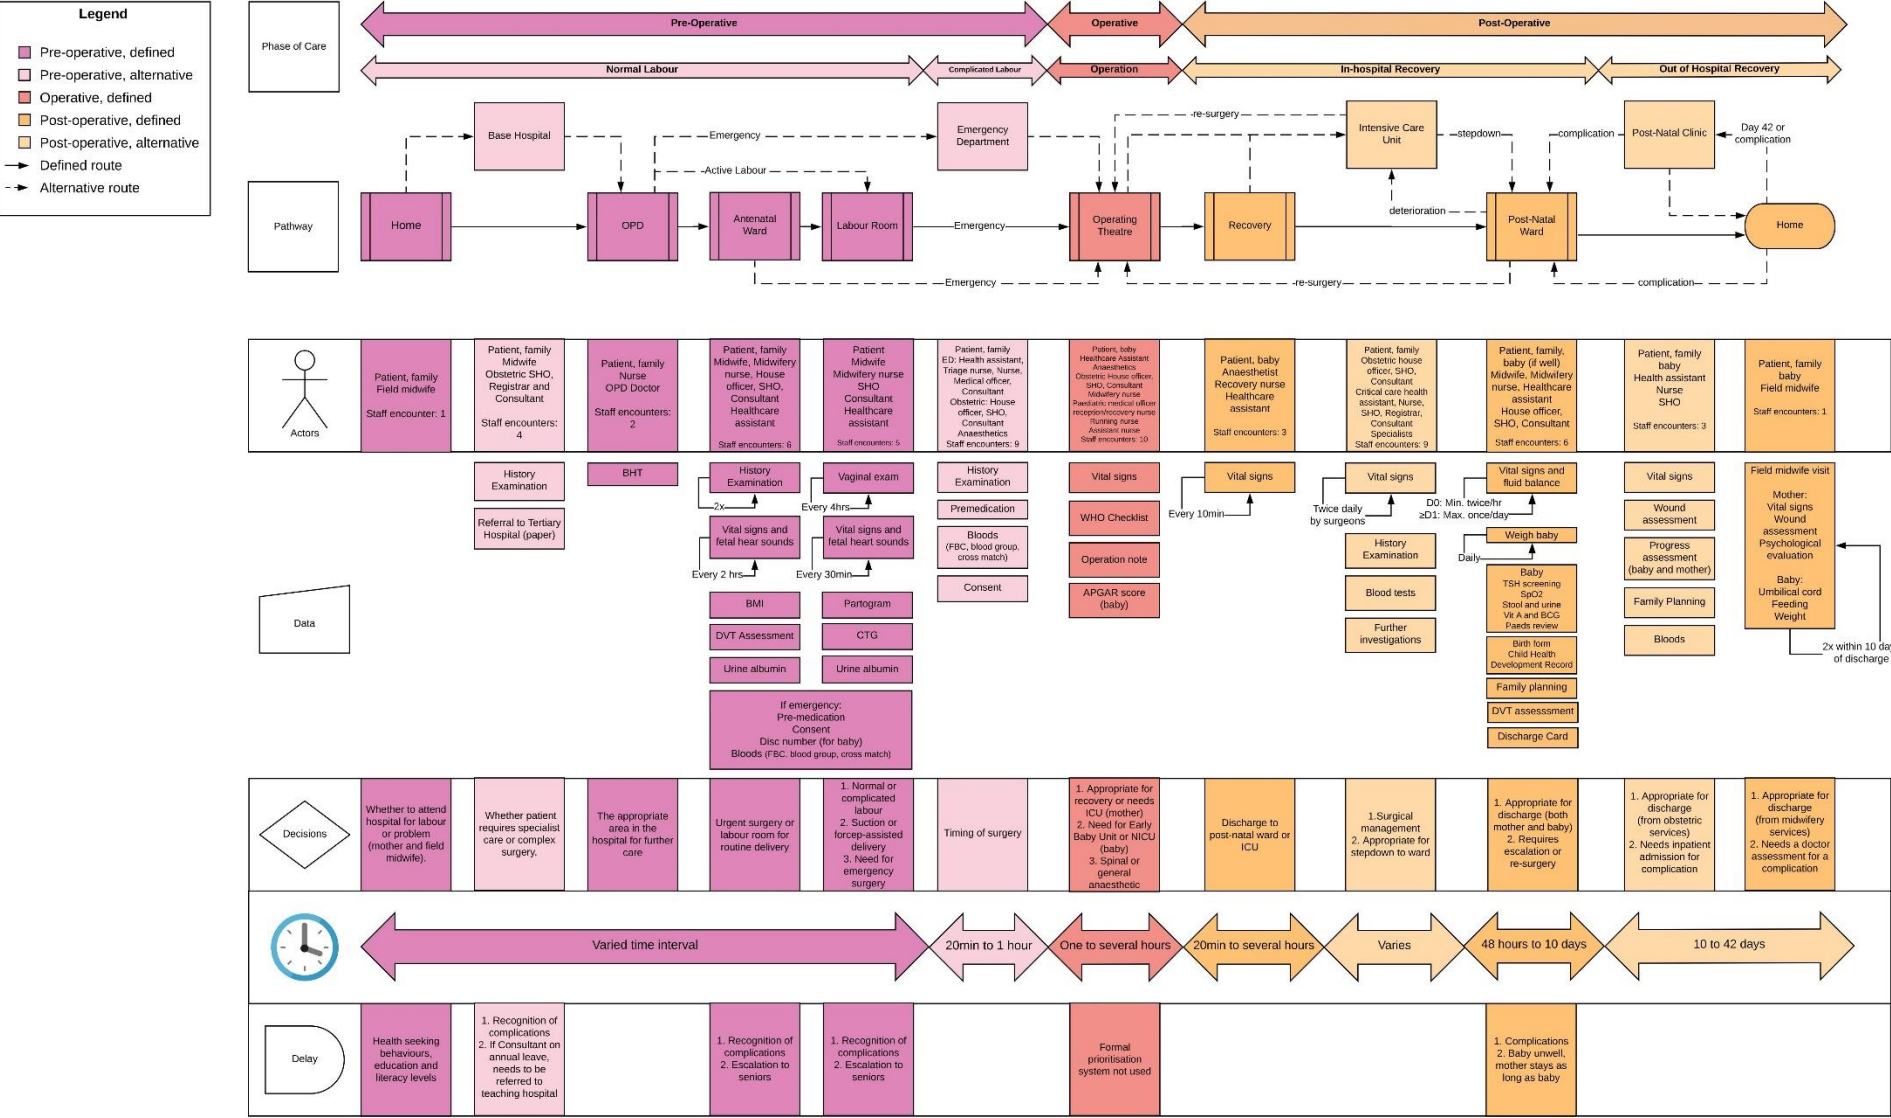 Legend
Pre-operative, defined
Pre-operative, alternative
Operative, defined
Post-operative, defined
Post-operative, alternative
Defined route
Alternative route
Phase of Care
Pre-Operative
Operative
Post-Operative
Normal Labour
Complicated Labour
Operation
In-hospital Recovery
Out of Hospital Recovery
Pathway
Base Hospital
Emergency
Active Labour
Emergency
Department
re-surgery
Intensive Care
Unit
stepdown
complication
Post-Natal Clinic
Day 42 or
complication
Home
OPD
Antenatal
Ward
Labour Room
Emergency
Operating
Theatre
Recovery
deterioration
Post-Natal
Ward
Home
Emergency
re-surgery
complication
Actors
Patient, family
Field midwife
Staff encounter: 1
Patient, family
Midwife
Obstetric SHO,
Registrar and
Consultant
Staff encounters:
4
Patient, family
Nurse
OPD Doctor
Staff encounters:
2
Patient, family
Midwife, Midwifery
nurse, House
officer, SHO,
Consultant
Healthcare
assistant
Staff encounters: 6
Patient
Midwife
Midwifery nurse
SHO
Consultant
Healthcare
assistant
Staff encounters: 5
Patient, family
ED: Health assistant,
Triage nurse, Nurse,
Medical officer,
Consultant
Obstetric: House
officer, SHO,
Consultant
Anaesthetics
Staff encounters: 9
Patient, baby
Healthcare Assistant
Anaesthetics
Obstetric House officer,
SHO, Consultant
Midwifery nurse
Paediatric medical officer
reception/recovery nurse
Running nurse
Assistant nurse
Staff encounters: 10
Patient, baby
Anaesthetist
Recovery nurse
Healthcare
assistant
Staff encounters: 3
Patient, family
Obstetric house
officer, SHO,
Consultant
Critical care health
assistant, Nurse,
SHO, Registrar,
Consultant
Specialists
Staff encounters: 9
Patient, family,
baby (if well)
Midwife, Midwifery
nurse, Healthcare
assistant
House officer,
SHO, Consultant
Staff encounters: 6
Patient, family
baby
Health assistant
Nurse
SHO
Staff encounters: 3
Patient, family
baby
Field midwife
Staff encounters: 1
Data
History
Examination
Referral to Tertiary
Hospital (paper)
BHT
History
Examination
2x
Vital signs and
fetal hear sounds
Every 2 hrs
BMI
DVT Assessment
Urine albumin
Vaginal exam
Every 4hrs
Vital signs and
fetal heart sounds
Every 30min
Partogram
CTG
Urine albumin
If emergency:
Pre-medication
Consent
Disc number (for baby)
Bloods (FBC, blood group, cross match)
History
Examination
Premedication
Bloods
(FBC, blood group,
cross match)
Consent
Vital signs
WHO Checklist
Operation note
APGAR score
(baby)
Vital signs
Every 10min
Vital signs
Twice daily
by surgeons
History
Examination
Blood tests
Further
investigations
Vital signs and
fluid balance
D0: Min. twice/hr
≥D1: Max. once/day
Weigh baby
Daily
Baby
TSH screening
SpO2
Stool and urine
Vit A and BCG
Paeds review
Birth form
Child Health
Development Record
Family planning
DVT assesssment
Discharge Card
Vital signs
Wound
assessment
Progress
assessment
(baby and mother)
Family Planning
Bloods
Field midwife visit
Mother:
Vital signs
Wound
assessment
Psychological
evaluation
Baby:
Umbilical cord
Feeding
Weight
2x within 10 da
of discharge
Decisions
Whether to attend
hospital for labour
or problem
(mother and field
midwife).
Whether patient
requires specialist
care or complex
surgery.
The appropriate
area in the
hospital for further
care
Urgent surgery or
labour room for
routine delivery
1. Normal or
complicated
labour
2. Suction or
forcep-assisted
delivery
3. Need for
emergency
surgery
Timing of surgery
1. Appropriate for
recovery or needs
ICU (mother)
2. Need for Early
Baby Unit or NICU
(baby)
3. Spinal or
general
anaesthetic
Discharge to
post-natal ward or
ICU
1.Surgical
management
2. Appropriate for
stepdown to ward
1. Appropriate for
discharge (both
mother and baby)
2. Requires
escalation or
re-surgery
1. Appropriate for
discharge
(from obstetric
services)
2. Needs inpatient
admission for
complication
1. Appropriate for
discharge
(from midwifery
services)
2. Needs a doctor
assessment for a
complication
Varied time interval
20min to 1 hour
One to several hours
20min to several hours
Varies
48 hours to 10 days
10 to 42 days
Delay
Health seeking
behaviours,
education and
literacy levels
1. Recognition of
complications
2. If Consultant on
annual leave,
needs to be
referred to
teaching hospital
1. Recognition of
complications
2. Escalation to
seniors
1. Recognition of
complications
2. Escalation to
seniors
Formal
prioritisation
system not used
1. Complications
2. Baby unwell,
mother stays as
long as baby